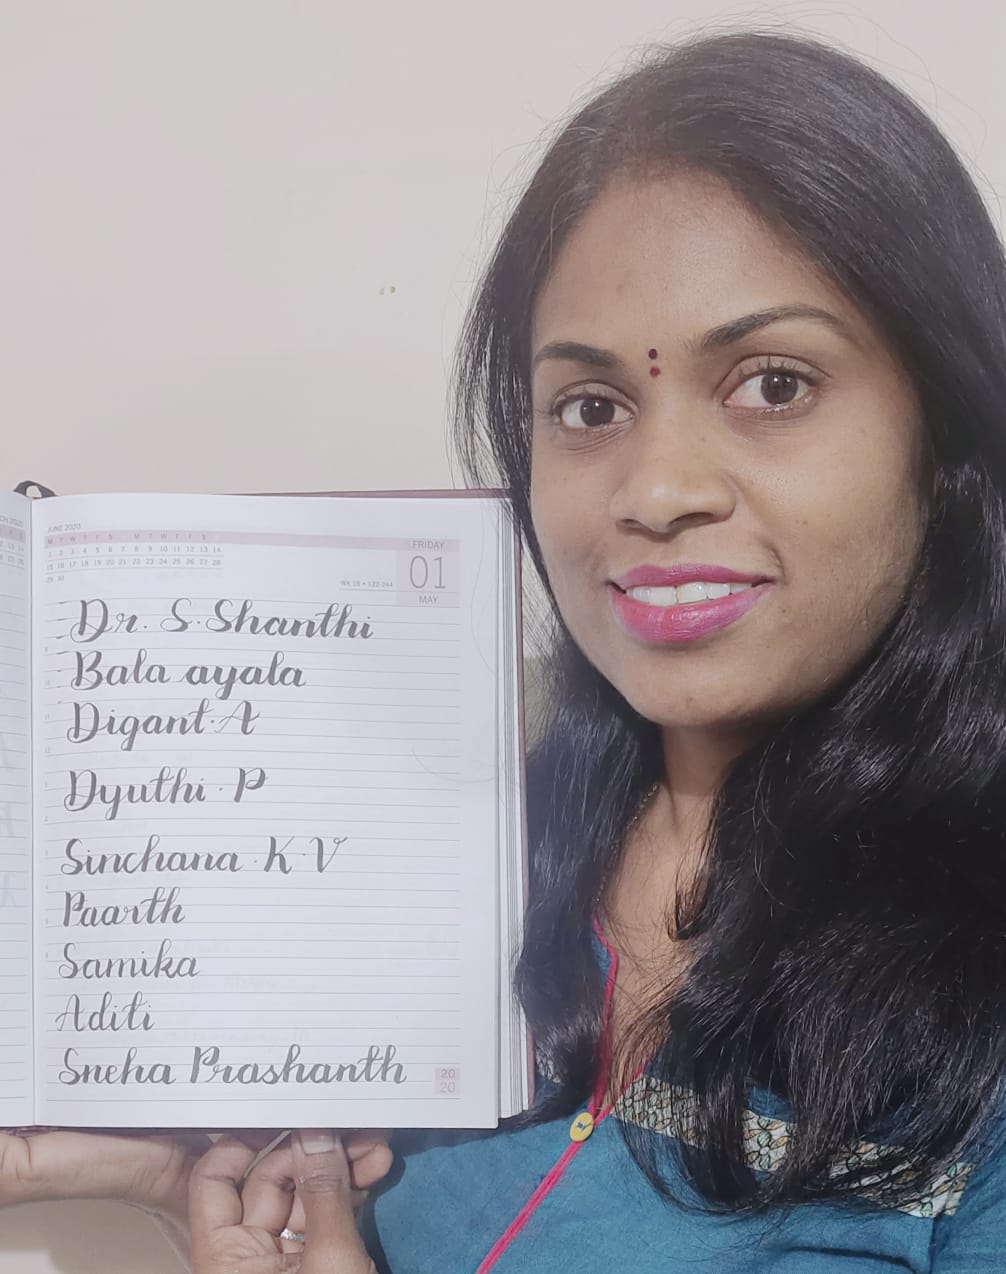 CH 2020
JUNE 2020
M T W T F S S M T W T F S S
1 2 3 4 5 6 7 8 9 10 11 12 13 14
15 16 17 18 19 20 21 22 23 24 25 26 27 28
29 30
FRIDAY
01
MAY
WK 18 • 122-244
Dr. S. Shanthi
Bala ayala
Digant. A
Dyuthi. P
Sinchana. K. V
Paarth
Samika
Aditi
Sneha Prashanth
20
20